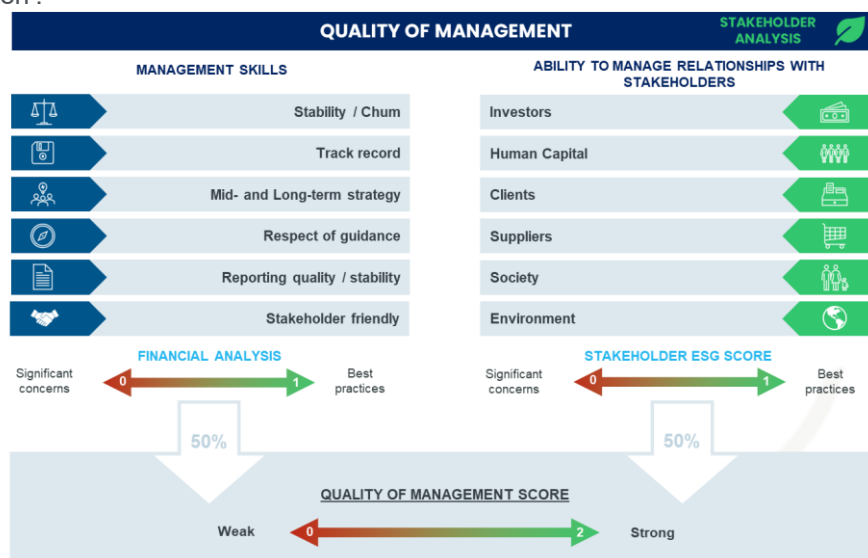 on?
QUALITY OF MANAGEMENT
STAKEHOLDER
ANALYSIS
MANAGEMENT SKILLS
Stability / Chum
Track record
Mid- and Long-term strategy
Respect of guidance
Reporting quality / stability
Stakeholder friendly
FINANCIAL ANALYSIS
Significant
concerns
0
1
Best
practices
50%
ABILITY TO MANAGE RELATIONSHIPS WITH
STAKEHOLDERS
Investors
Human Capital
Clients
Suppliers
Society
Environment
STAKEHOLDER ESG SCORE
Significant
concerns
0
1
Best
practices
50%
QUALITY OF MANAGEMENT SCORE
Weak
0
2
Strong